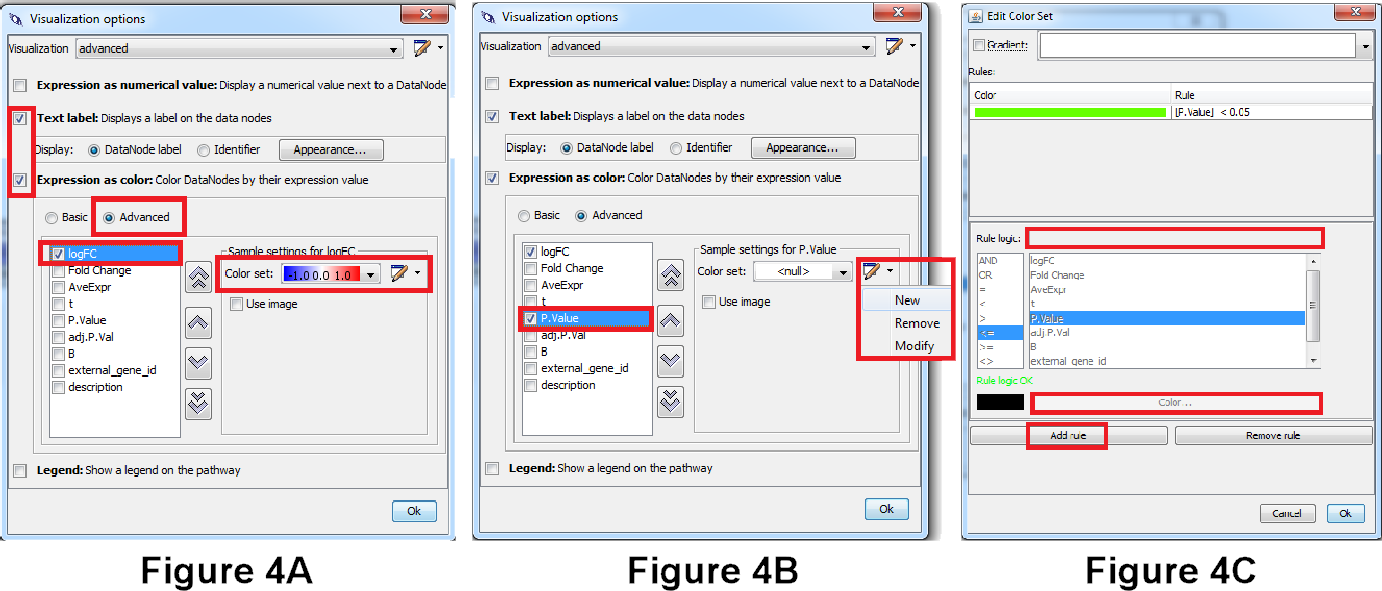 Visualization options
Visualization advanced
Expression as numerical value: Display a numerical value next to a DataNode
Text label: Displays a label on the data nodes
Display: DataNode label Identifier Appearance...
Expression as color: Color DataNodes by their expression value
Basic Advanced
logFC
Fold Change
AveExpr
t
P.Value
adj.P.Val
B
external_gene_id
description
Sample settings for logFC
Color set: -1.0 0.0 1.0
Use image
Legend: Show a legend on the pathway
Ok
Figure 4A
Visualization options
Visualization advanced
Expression as numerical value: Display a numerical value next to a DataNode
Text label: Displays a label on the data nodes
Display: DataNode label Identifier Appearance...
Expression as color: Color DataNodes by their expression value
Basic Advanced
logFC
Fold Change
AveExpr
t
P.Value
adj.P.Val
B
external_gene_id
description
Sample settings for P.Value
Color set: <null>
Use image
New
Remove
Modify
Legend: Show a legend on the pathway
Ok
Figure 4B
Edit Color Set
Gradient:
Rules:
Color Rule
[P.Value] < 0.05
Rule logic:
AND
OR
=
<
>
<=
>=
<>
logFC
Fold Change
AveExpr
t
P.Value
adj.P.Val
B
external_gene_id
Rule logic OK
Color...
Add rule Remove rule
Cancel Ok
Figure 4C